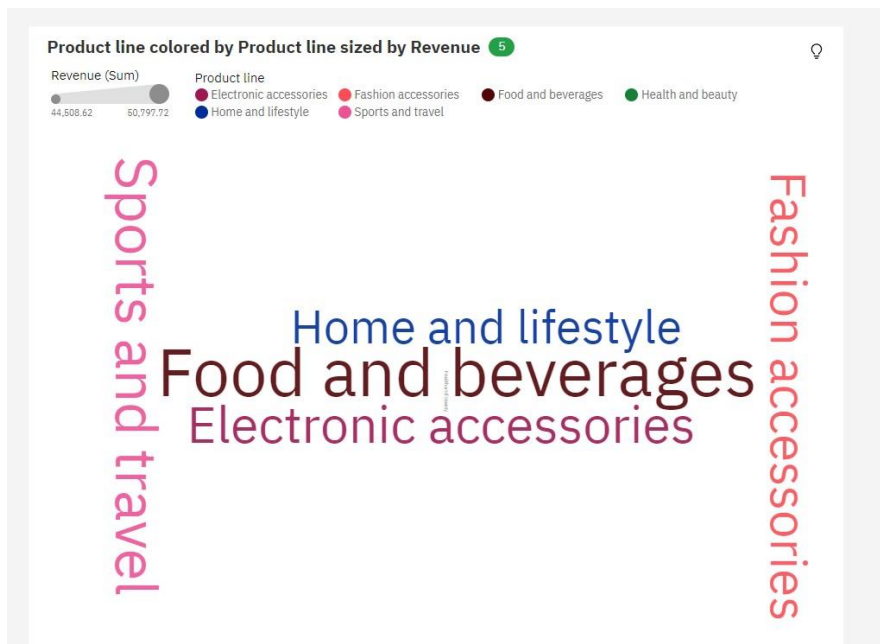 Product line colored by Product line sized by Revenue 5
Revenue (Sum)
44,508.62 50,797.72
Product line
Electronic accessories Fashion accessories Food and beverages Health and beauty
Home and lifestyle Sports and travel
Sports and travel
Home and lifestyle
Food and beverages
Electronic accessories
Fashion accessories